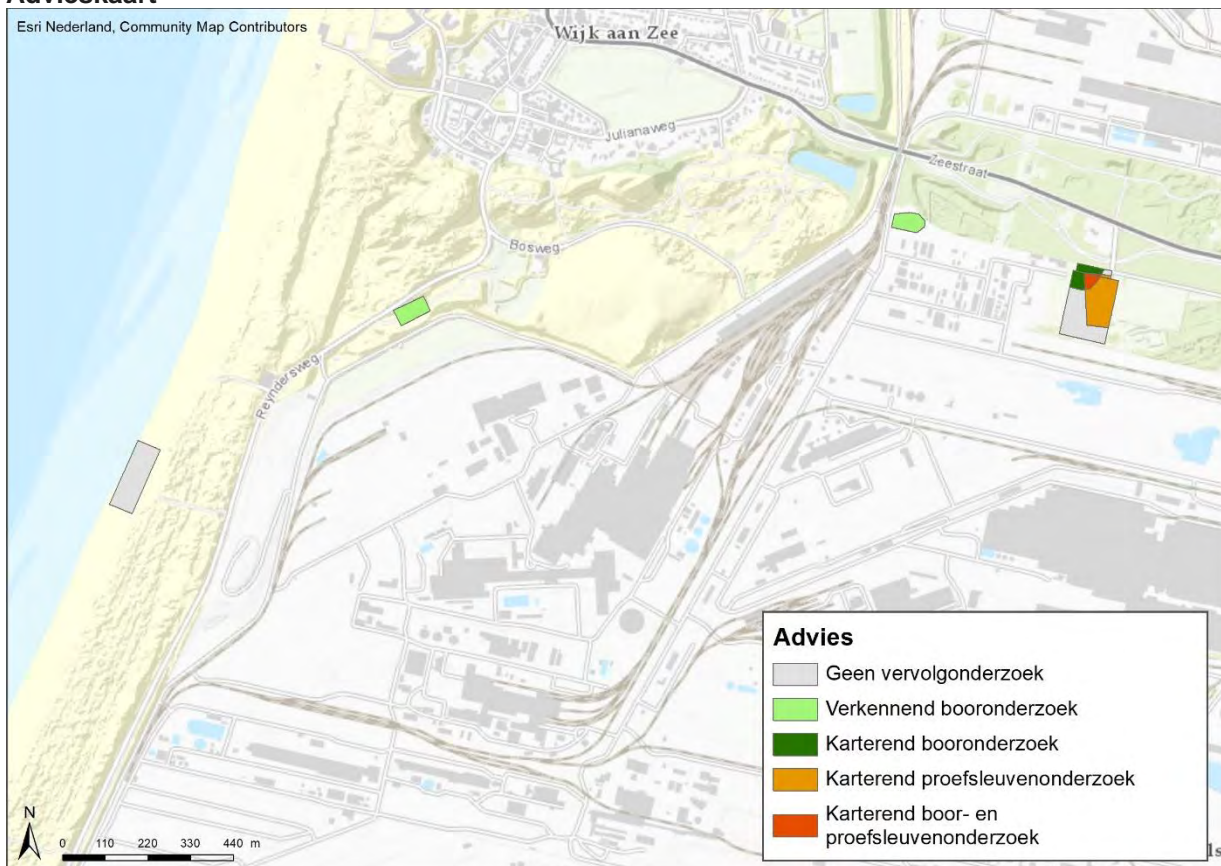 Advieskaart
Esri Nederland, Community Map Contributors
Wijk aan Zee
Julianaweg
Zeestraat
Bosweg
Reyndersweg
Advies
Geen vervolgonderzoek
Verkennend booronderzoek
Karterend booronderzoek
Karterend proefsleuvenonderzoek
Karterend boor- en
proefsleuvenonderzoek
N
0 110 220 330 440 m